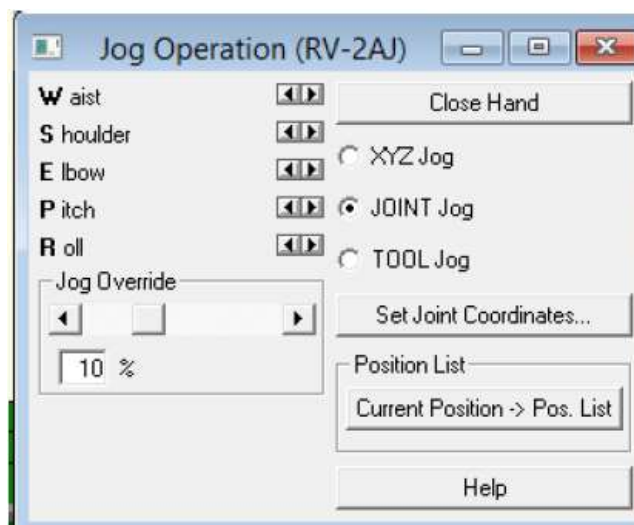 Jog Operation (RV-2AJ)
W aist
S houlder
E lbow
P itch
R oll
Jog Override
10 %
Close Hand
XYZ Jog
JOINT Jog
TOOL Jog
Set Joint Coordinates...
Position List
Current Position -> Pos. List
Help